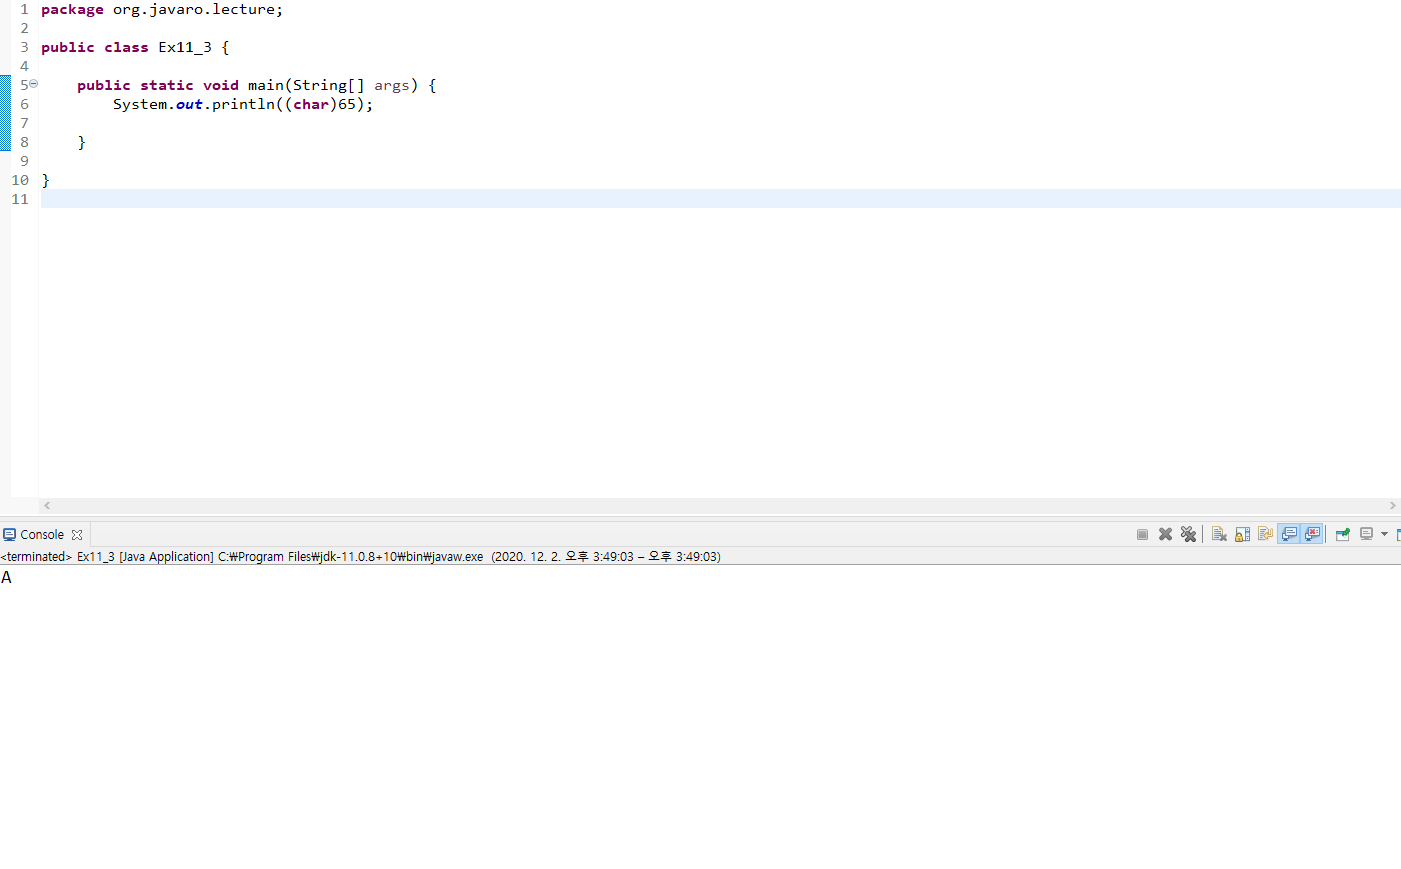 1 package org.javaro.lecture;
2
3 public class Ex11_3 {
4
5 public static void main(String[] args) {
6 System.out.println((char)65);
7
8 }
9
10 }
11
Console
<terminated> Ex11_3 [Java Application] C:₩Program Files₩jdk-11.0.8+10₩bin₩javaw.exe (2020. 12. 2. 오후 3:49:03 – 오후 3:49:03)
A